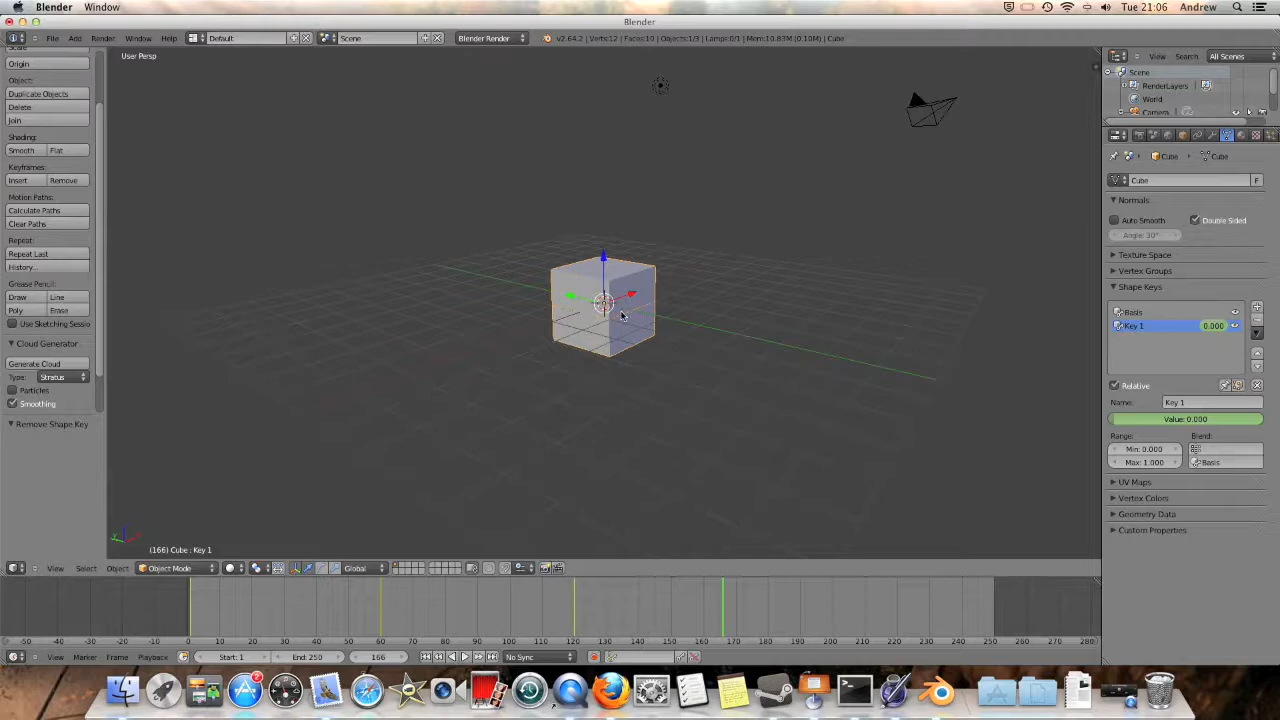 Blender Window Tue 21:06 Andrew
Blender
File Add Render Window Help Default Scene Blender Render v2.64.2 | Verts:12 | Faces:10 | Objects:1/3 | Lamps:0/1 | Mem:10.83M (0.10M) | Cube
User Persp
View Search All Scenes
Scene
RenderLayers
World
Camera
Scale
Origin
Object:
Duplicate Objects
Delete
Join
Shading:
Smooth Flat
Keyframes:
Insert Remove
Motion Paths:
Calculate Paths
Clear Paths
Repeat:
Repeat Last
History...
Grease Pencil:
Draw Line
Poly Erase
Use Sketching Sessio
Cloud Generator
Generate Cloud
Type: Stratus
Particles
Smoothing
Remove Shape Key
Cube Cube
Cube F
Normals
Auto Smooth Double Sided
Angle: 30°
Texture Space
Vertex Groups
Shape Keys
Basis
Key 1 0.000
Relative
Name: Key 1
Value: 0.000
Range: Blend:
Min: 0.000
Max: 1.000 Basis
UV Maps
Vertex Colors
Geometry Data
Custom Properties
(166) Cube : Key 1
View Select Object Object Mode Global
-50 -40 -30 -20 -10 0 10 20 30 40 50 60 70 80 90 100 110 120 130 140 150 160 170 180 190 200 210 220 230 240 250 260 270 280
View Marker Frame Playback Start: 1 End: 250 166 No Sync